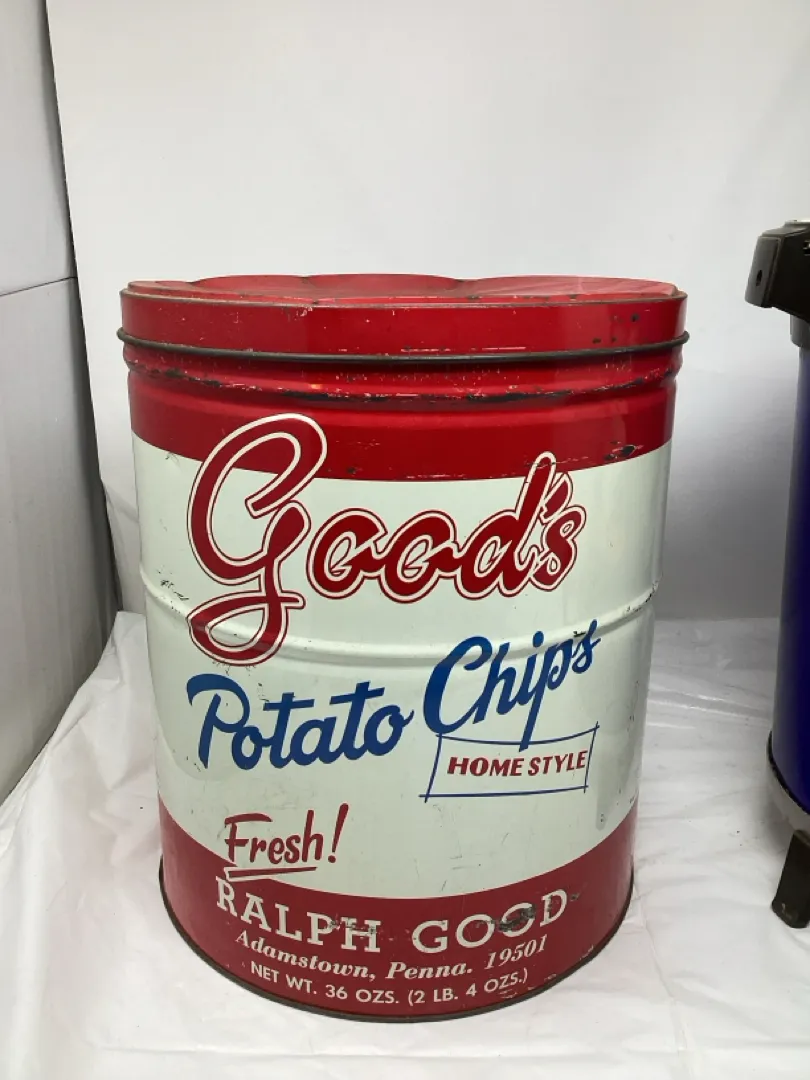 Good's
Potato Chips
HOME STYLE
Fresh!
RALPH GOOD
Adamstown, Penna. 19501
NET WT. 36 OZS. (2 LB. 4 OZS.)